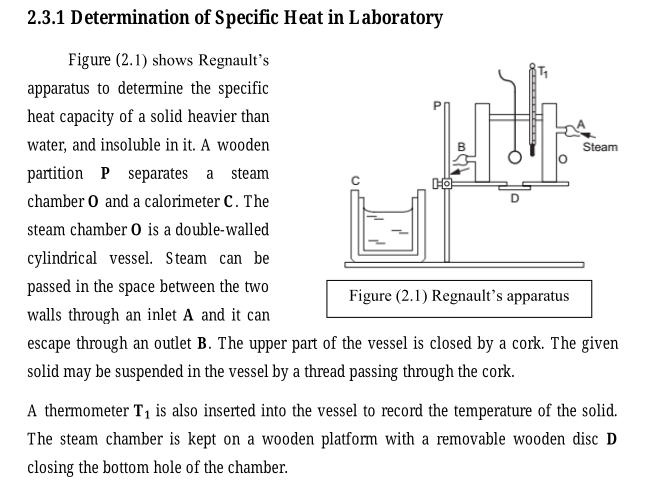 2.3.1 Determination of Specific Heat in Laboratory
Figure (2.1) shows Regnault's
apparatus to determine the specific
heat capacity of a solid heavier than
water, and insoluble in it. A wooden
partition P separates a steam
chamber O and a calorimeter C. The
steam chamber O is a double-walled
cylindrical vessel. Steam can be
passed in the space between the two
walls through an inlet A and it can
T1
P
A
Steam
B
O
C
D
Figure (2.1) Regnault's apparatus
escape through an outlet B. The upper part of the vessel is closed by a cork. The given
solid may be suspended in the vessel by a thread passing through the cork.
A thermometer T1 is also inserted into the vessel to record the temperature of the solid.
The steam chamber is kept on a wooden platform with a removable wooden disc D
closing the bottom hole of the chamber.